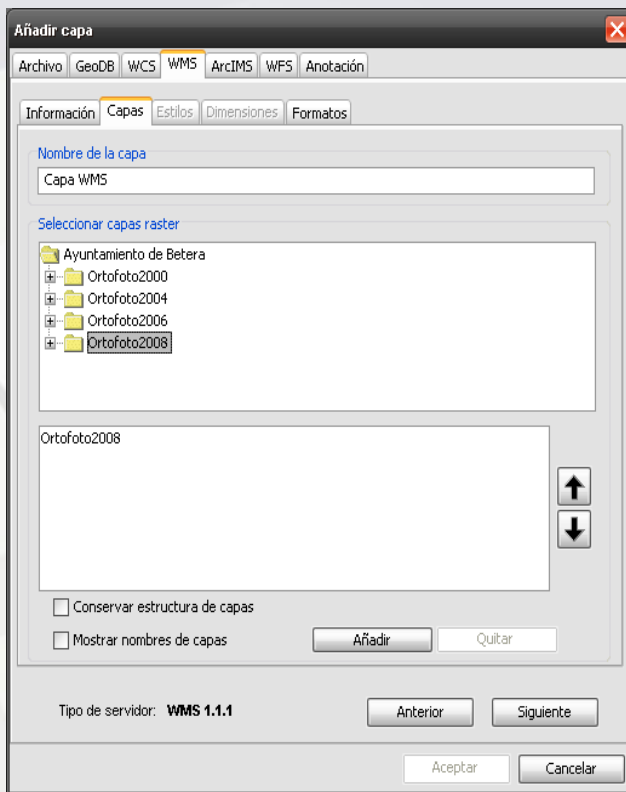 Añadir capa
Archivo GeoDB WCS WMS ArcIMS WFS Anotación
Información Capas Estilos Dimensiones Formatos
Nombre de la capa
Capa WMS
Seleccionar capas raster
Ayuntamiento de Betera
Ortofoto2000
Ortofoto2004
Ortofoto2006
Ortofoto2008
Ortofoto2008
Conservar estructura de capas
Mostrar nombres de capas Añadir Quitar
Tipo de servidor: WMS 1.1.1 Anterior Siguiente
Aceptar Cancelar